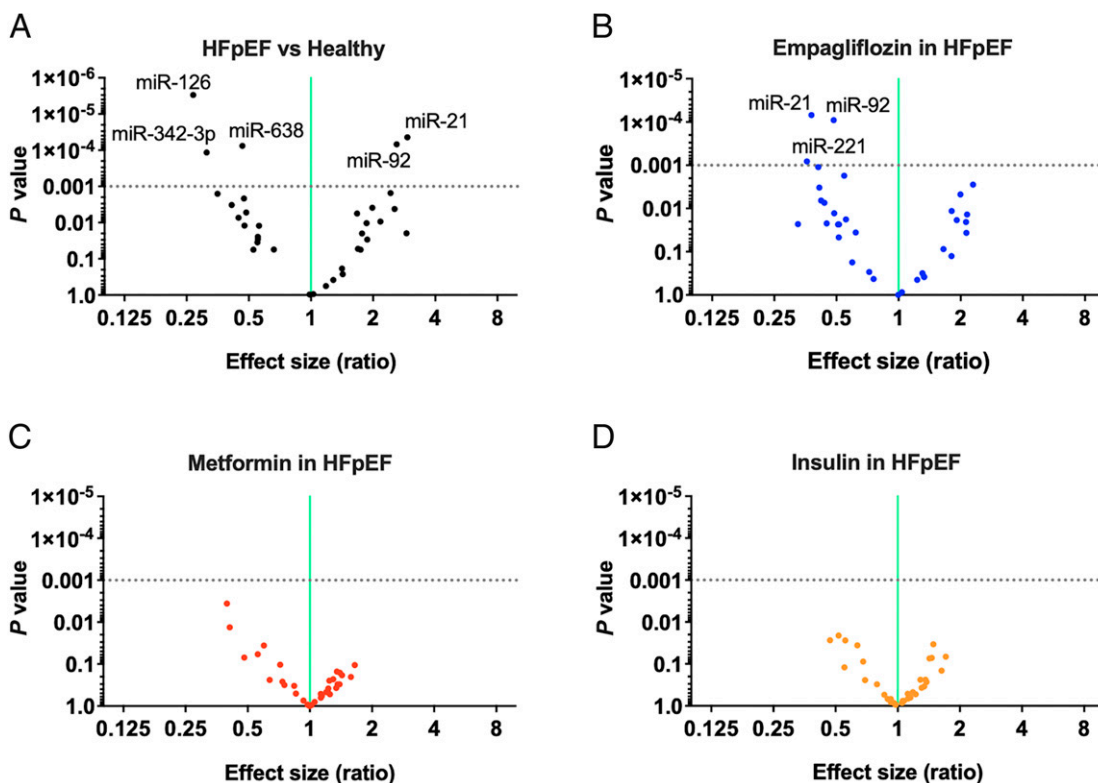 A
HFpEF vs Healthy
1×10⁻⁶
1×10⁻⁵
1×10⁻⁴
0.001
0.01
0.1
1.0
P value
miR-126
miR-342-3p
miR-638
miR-21
miR-92
0.125 0.25 0.5 1 2 4 8
Effect size (ratio)
B
Empagliflozin in HFpEF
1×10⁻⁵
1×10⁻⁴
0.001
0.01
0.1
1.0
P value
miR-21
miR-92
miR-221
0.125 0.25 0.5 1 2 4 8
Effect size (ratio)
C
Metformin in HFpEF
1×10⁻⁵
1×10⁻⁴
0.001
0.01
0.1
1.0
P value
0.125 0.25 0.5 1 2 4 8
Effect size (ratio)
D
Insulin in HFpEF
1×10⁻⁵
1×10⁻⁴
0.001
0.01
0.1
1.0
P value
0.125 0.25 0.5 1 2 4 8
Effect size (ratio)